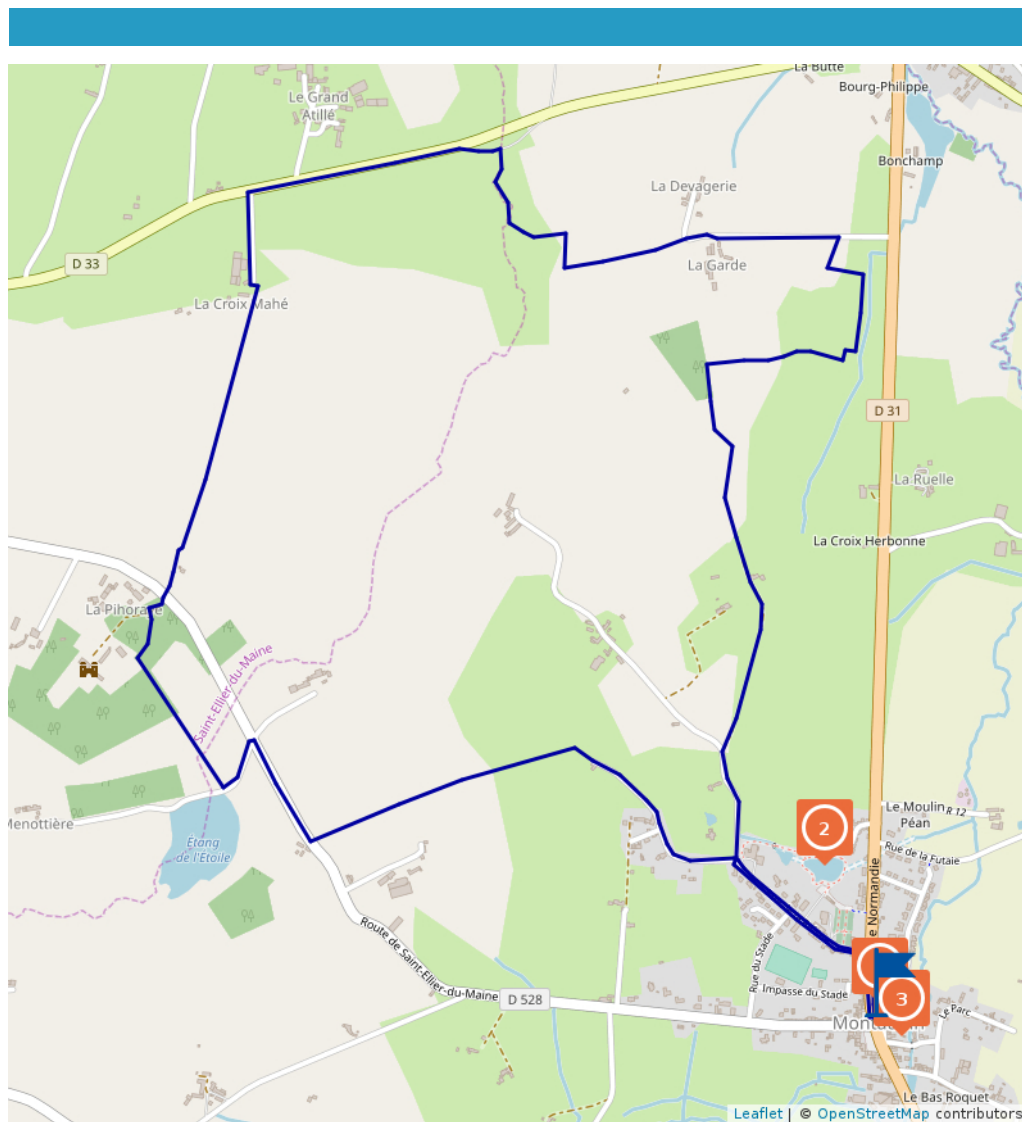 La Butte
Bourg-Philippe
Le Grand
Atillé
Bonchamp
La Devagerie
D 33
La Garde
La Croix Mahé
D 31
La Ruelle
La Croix Herbonne
La Pihoraye
Saint-Ellier-du-Maine
Le Moulin
Péan
R 12
Menottière
Étang
de l'Étoile
2
Rue de la Futaie
e Normandie
Route de Saint-Ellier-du-Maine
Rue du Stade
Impasse du Stade
3
D 528
Le Parc
Le Bas Roquet
Leaflet | © OpenStreetMap contributors